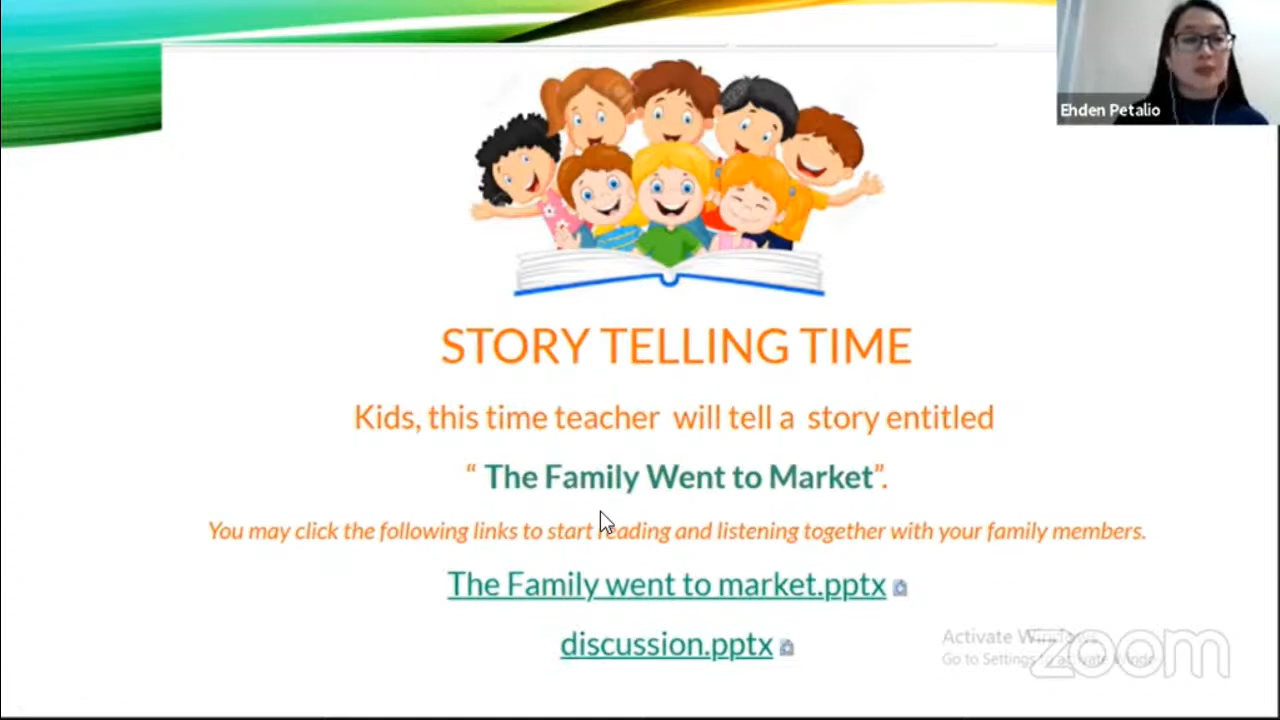 Ehden Petalio
STORY TELLING TIME
Kids, this time teacher will tell a story entitled
“ The Family Went to Market”.
You may click the following links to start reading and listening together with your family members.
The Family went to market.pptx
discussion.pptx
Activate Windows
Go to Settings to activate Windo
zoom